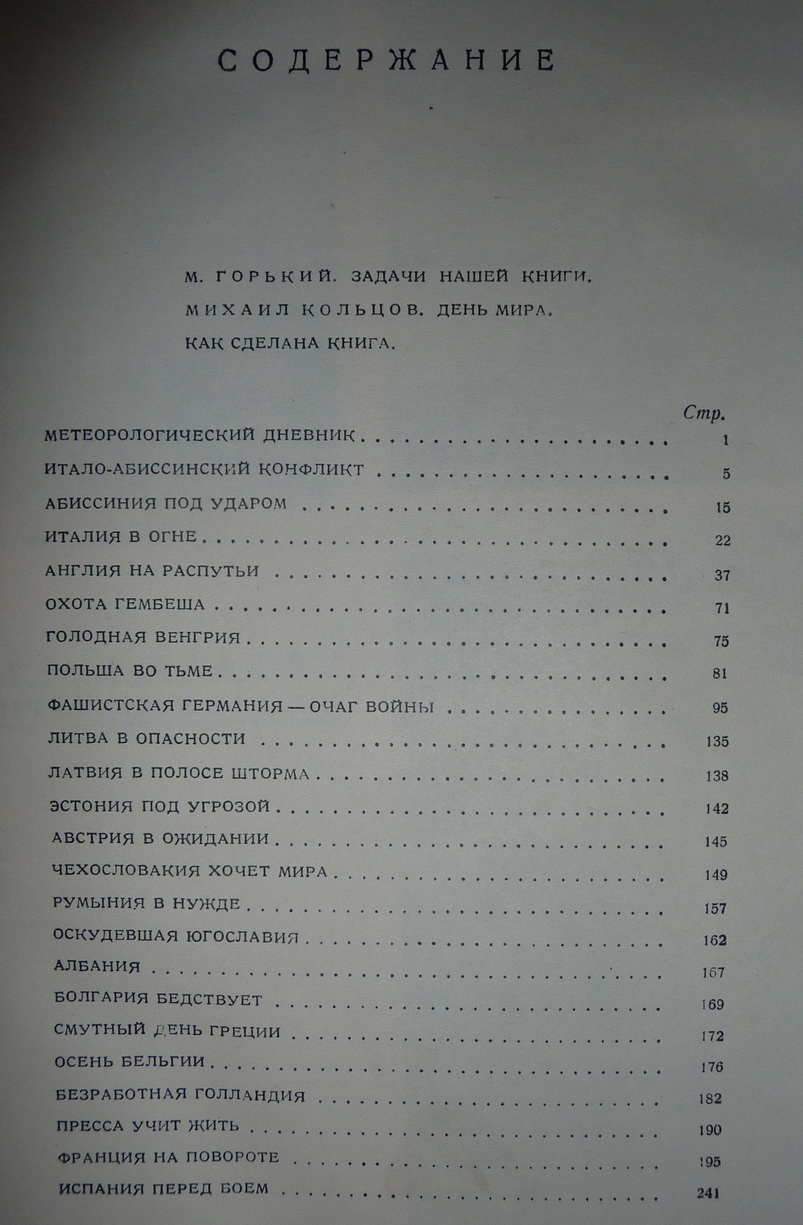 СОДЕРЖАНИЕ
М. ГОРЬКИЙ. ЗАДАЧИ НАШЕЙ КНИГИ.
МИХАИЛ КОЛЬЦОВ. ДЕНЬ МИРА.
КАК СДЕЛАНА КНИГА.
Стр.
МЕТЕОРОЛОГИЧЕСКИЙ ДНЕВНИК . . . . . . . . . . . . . . . . . . . . . . 1
ИТАЛО-АБИССИНСКИЙ КОНФЛИКТ . . . . . . . . . . . . . . . . . . . . . 5
АБИССИНИЯ ПОД УДАРОМ . . . . . . . . . . . . . . . . . . . . . . . . . . 15
ИТАЛИЯ В ОГНЕ . . . . . . . . . . . . . . . . . . . . . . . . . . . . . . . . . 22
АНГЛИЯ НА РАСПУТЬИ . . . . . . . . . . . . . . . . . . . . . . . . . . . . 37
ОХОТА ГЕМБЕША . . . . . . . . . . . . . . . . . . . . . . . . . . . . . . . . 71
ГОЛОДНАЯ ВЕНГРИЯ . . . . . . . . . . . . . . . . . . . . . . . . . . . . . . 75
ПОЛЬША ВО ТЬМЕ . . . . . . . . . . . . . . . . . . . . . . . . . . . . . . . . 81
ФАШИСТСКАЯ ГЕРМАНИЯ — ОЧАГ ВОЙНЫ . . . . . . . . . . . . . . . . 95
ЛИТВА В ОПАСНОСТИ . . . . . . . . . . . . . . . . . . . . . . . . . . . . . 135
ЛАТВИЯ В ПОЛОСЕ ШТОРМА . . . . . . . . . . . . . . . . . . . . . . . . . 138
ЭСТОНИЯ ПОД УГРОЗОЙ . . . . . . . . . . . . . . . . . . . . . . . . . . . . 142
АВСТРИЯ В ОЖИДАНИИ . . . . . . . . . . . . . . . . . . . . . . . . . . . . 145
ЧЕХОСЛОВАКИЯ ХОЧЕТ МИРА . . . . . . . . . . . . . . . . . . . . . . . . 149
РУМЫНИЯ В НУЖДЕ . . . . . . . . . . . . . . . . . . . . . . . . . . . . . . 157
ОСКУДЕВШАЯ ЮГОСЛАВИЯ . . . . . . . . . . . . . . . . . . . . . . . . . . 162
АЛБАНИЯ . . . . . . . . . . . . . . . . . . . . . . . . . . . . . . . . . . . . 167
БОЛГАРИЯ БЕДСТВУЕТ . . . . . . . . . . . . . . . . . . . . . . . . . . . . 169
СМУТНЫЙ ДЕНЬ ГРЕЦИИ . . . . . . . . . . . . . . . . . . . . . . . . . . . 172
ОСЕНЬ БЕЛЬГИИ . . . . . . . . . . . . . . . . . . . . . . . . . . . . . . . . 176
БЕЗРАБОТНАЯ ГОЛЛАНДИЯ . . . . . . . . . . . . . . . . . . . . . . . . . . 182
ПРЕССА УЧИТ ЖИТЬ . . . . . . . . . . . . . . . . . . . . . . . . . . . . . 190
ФРАНЦИЯ НА ПОВОРОТЕ . . . . . . . . . . . . . . . . . . . . . . . . . . . 195
ИСПАНИЯ ПЕРЕД БОЕМ . . . . . . . . . . . . . . . . . . . . . . . . . . . . 241